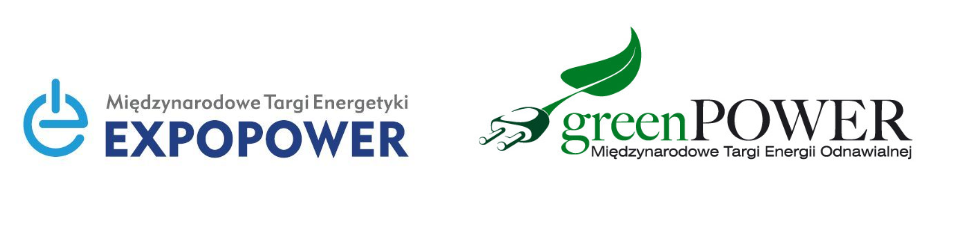 Międzynarodowe Targi Energetyki
EXPOPOWER
greenPOWER
Międzynarodowe Targi Energii Odnawialnej